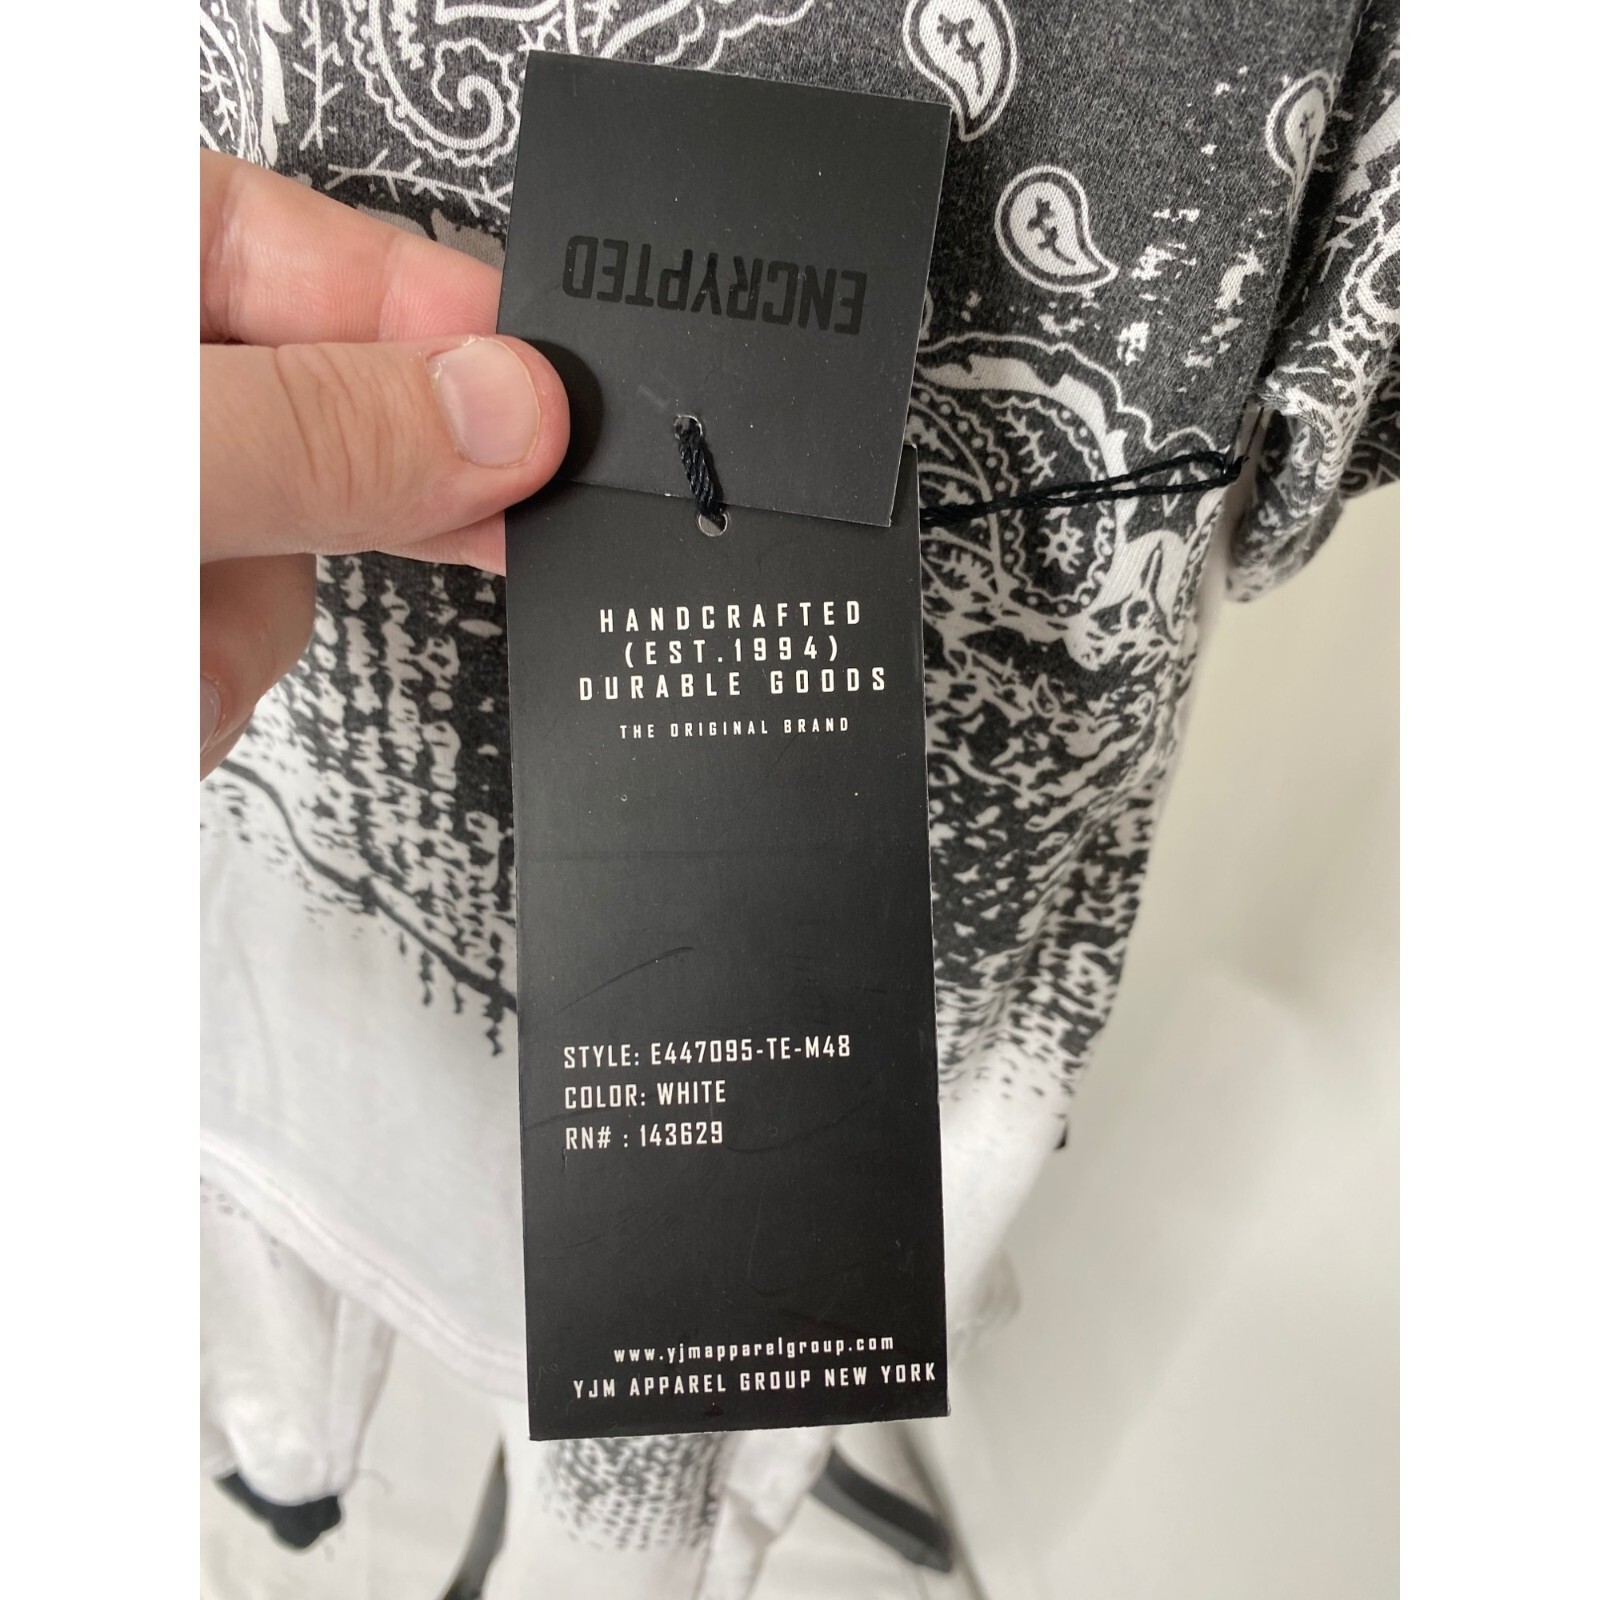 ENCRYPTED
HANDCRAFTED
(EST.1994)
DURABLE GOODS
THE ORIGINAL BRAND
STYLE: E447095-TE-M48
COLOR: WHITE
RN# : 143629
www.yjmapparelgroup.com
YJM APPAREL GROUP NEW YORK